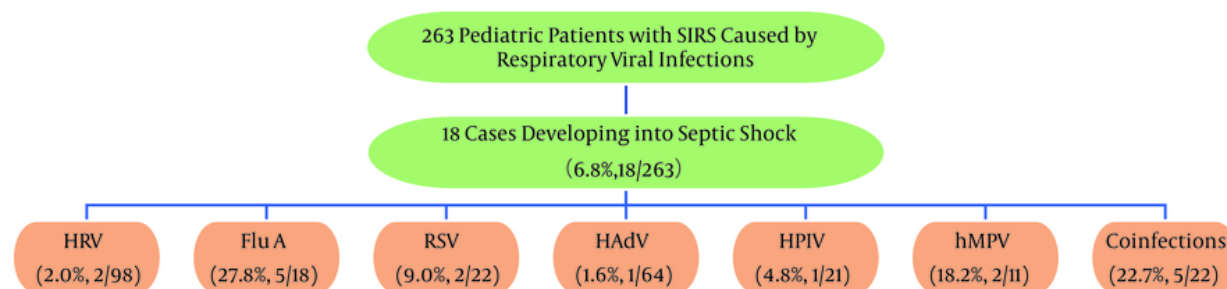 263 Pediatric Patients with SIRS Caused by
Respiratory Viral Infections
18 Cases Developing into Septic Shock
(6.8%,18/263)
HRV
(2.0%, 2/98)
Flu A
(27.8%, 5/18)
RSV
(9.0%, 2/22)
HAdV
(1.6%, 1/64)
HPIV
(4.8%, 1/21)
hMPV
(18.2%, 2/11)
Coinfections
(22.7%, 5/22)